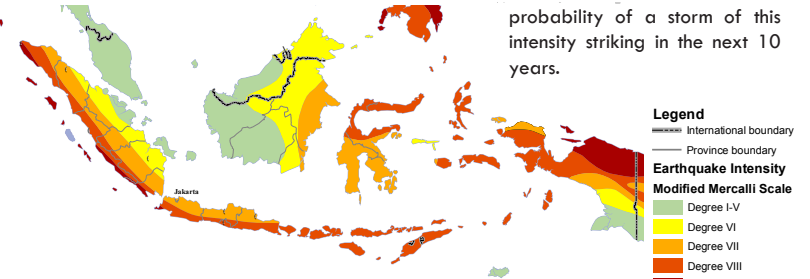 probability of a storm of this
intensity striking in the next 10
years.
Legend
International boundary
Province boundary
Earthquake Intensity
Modified Mercalli Scale
Degree I-V
Degree VI
Degree VII
Degree VIII
Jakarta